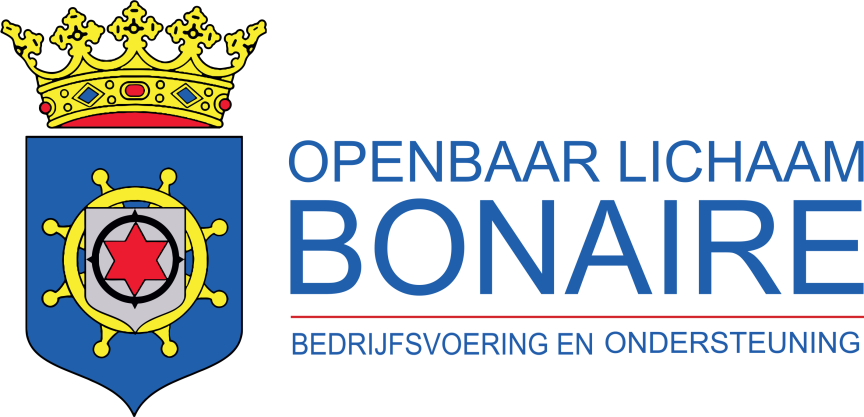 OPENBAAR LICHAAM
BONAIRE
BEDRIJFSVOERING EN ONDERSTEUNING